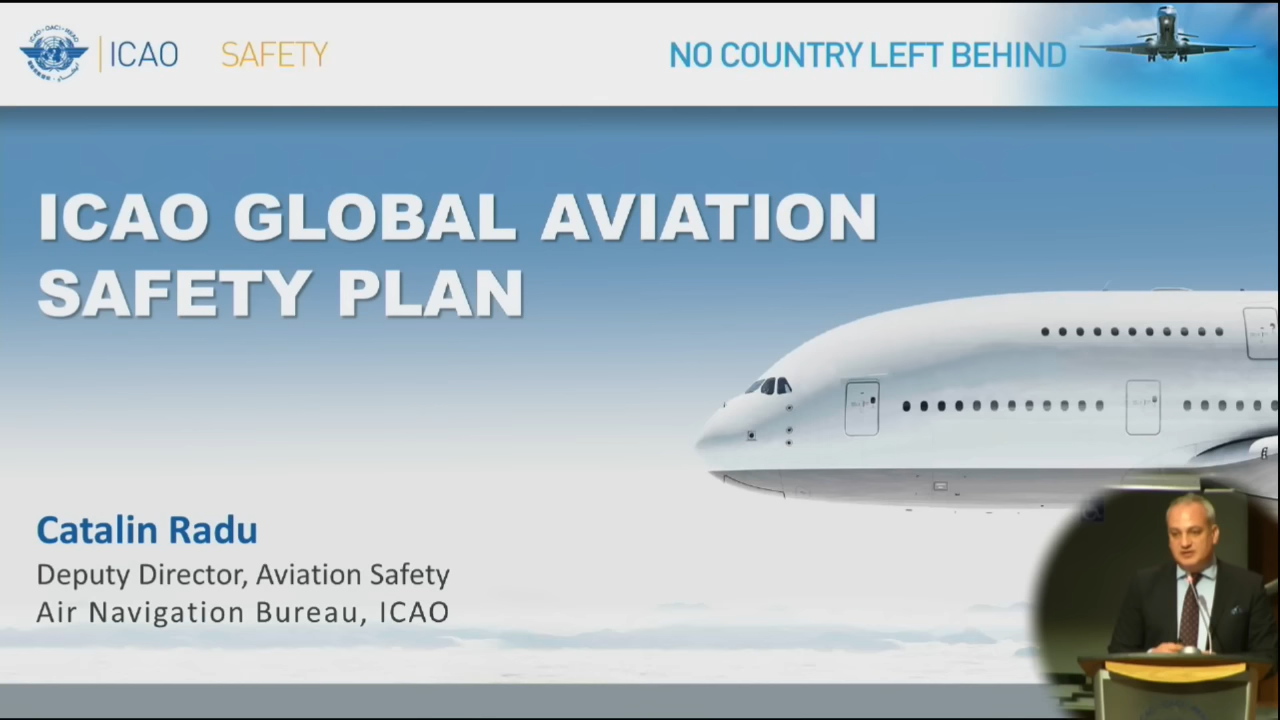 ICAO SAFETY
NO COUNTRY LEFT BEHIND
ICAO GLOBAL AVIATION
SAFETY PLAN
Catalin Radu
Deputy Director, Aviation Safety
Air Navigation Bureau, ICAO